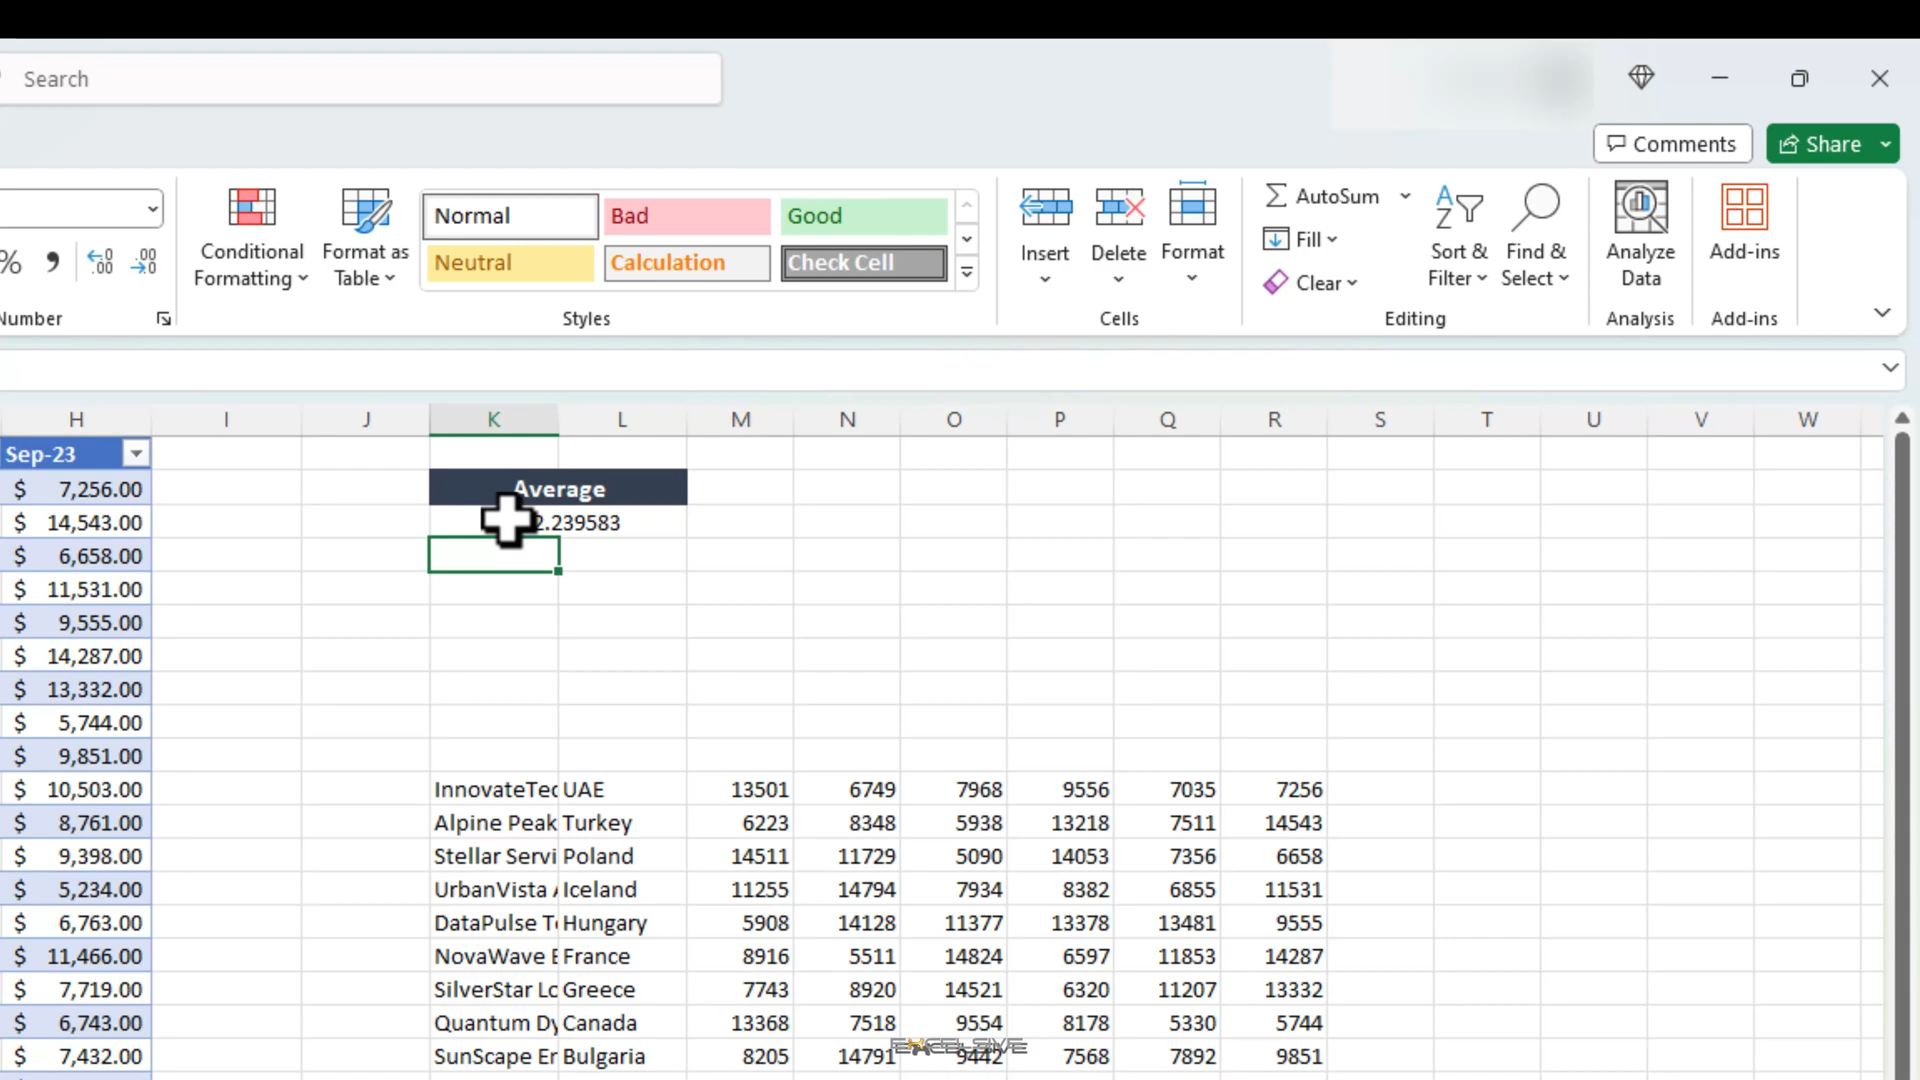 Search
Comments
Share
Conditional Formatting
Format as Table
Normal
Bad
Good
Neutral
Calculation
Check Cell
Insert
Delete
Format
AutoSum
Fill
Clear
Sort & Filter
Find & Select
Analyze Data
Add-ins
Styles
Cells
Editing
Analysis
Add-ins
H I J K L M N O P Q R S T U V W
Sep-23
$ 7,256.00 Average
$ 14,543.00 2.239583
$ 6,658.00
$ 11,531.00
$ 9,555.00
$ 14,287.00
$ 13,332.00
$ 5,744.00
$ 9,851.00
$ 10,503.00 InnovateTec UAE 13501 6749 7968 9556 7035 7256
$ 8,761.00 Alpine Peak Turkey 6223 8348 5938 13218 7511 14543
$ 9,398.00 Stellar Servi Poland 14511 11729 5090 14053 7356 6658
$ 5,234.00 UrbanVista Iceland 11255 14794 7934 8382 6855 11531
$ 6,763.00 DataPulse T Hungary 5908 14128 11377 13378 13481 9555
$ 11,466.00 NovaWave France 8916 5511 14824 6597 11853 14287
$ 7,719.00 SilverStar Lo Greece 7743 8920 14521 6320 11207 13332
$ 6,743.00 Quantum Dy Canada 13368 7518 9554 8178 5330 5744
$ 7,432.00 SunScape Er Bulgaria 8205 14791 9442 7568 7892 9851
EXCELSIVE